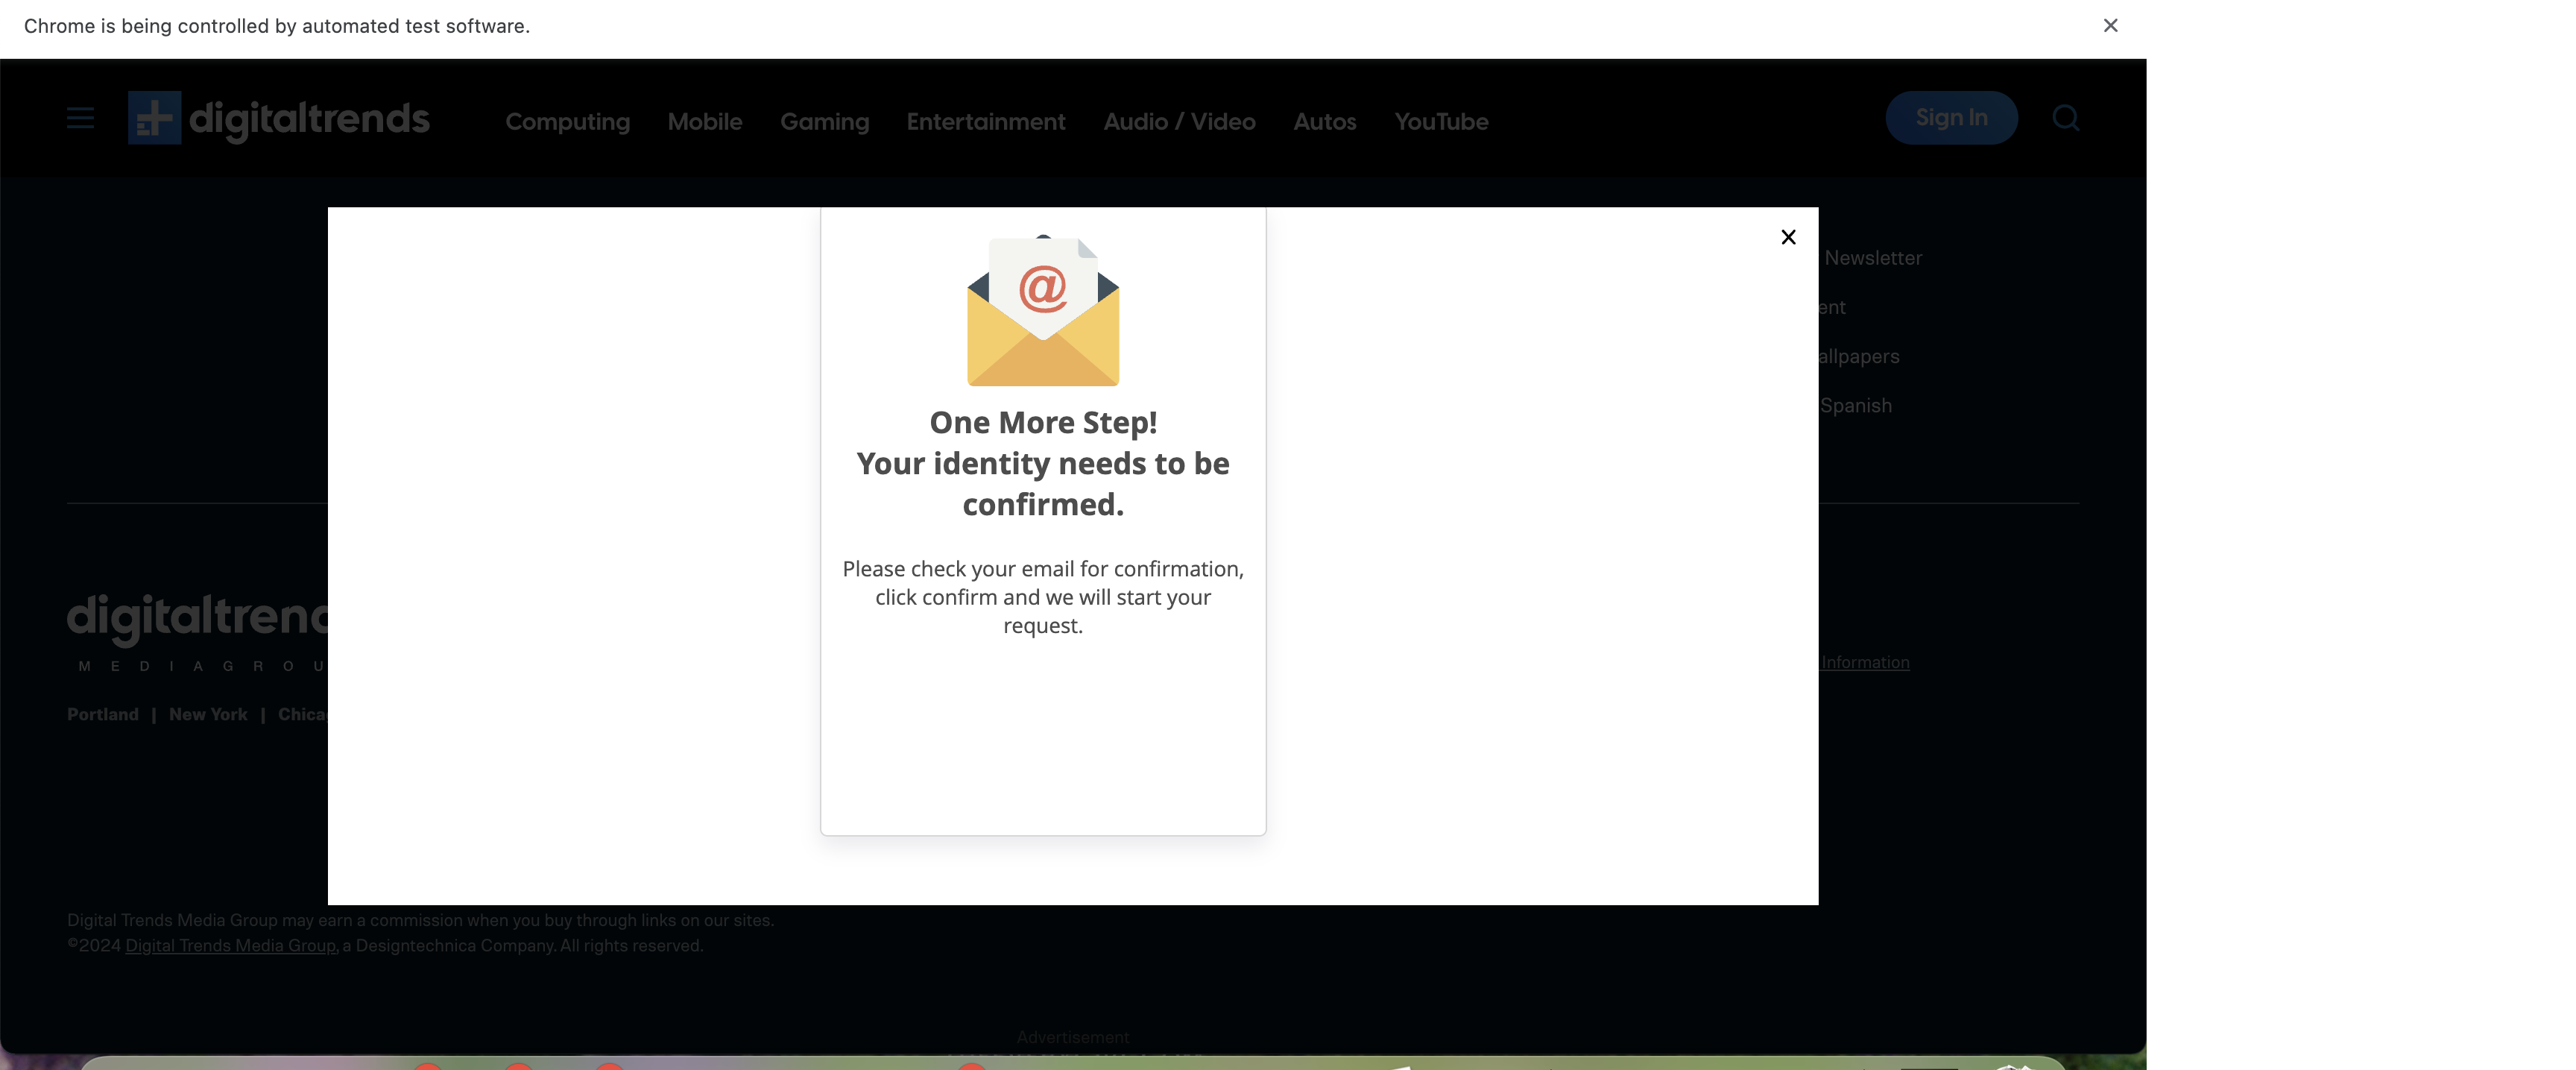 Chrome is being controlled by automated test software.
digitaltrends
Computing
Mobile
Gaming
Entertainment
Audio / Video
Autos
YouTube
Sign In
@
One More Step!
Your identity needs to be
confirmed.
Please check your email for confirmation,
click confirm and we will start your
request.
Newsletter
ent
allpapers
Spanish
digitaltrend
MEDIAGROU
Information
Portland | New York | Chica
Digital Trends Media Group may earn a commission when you buy through links on our sites.
©2024 Digital Trends Media Group, a Designtechnica Company. All rights reserved.
Advertisement